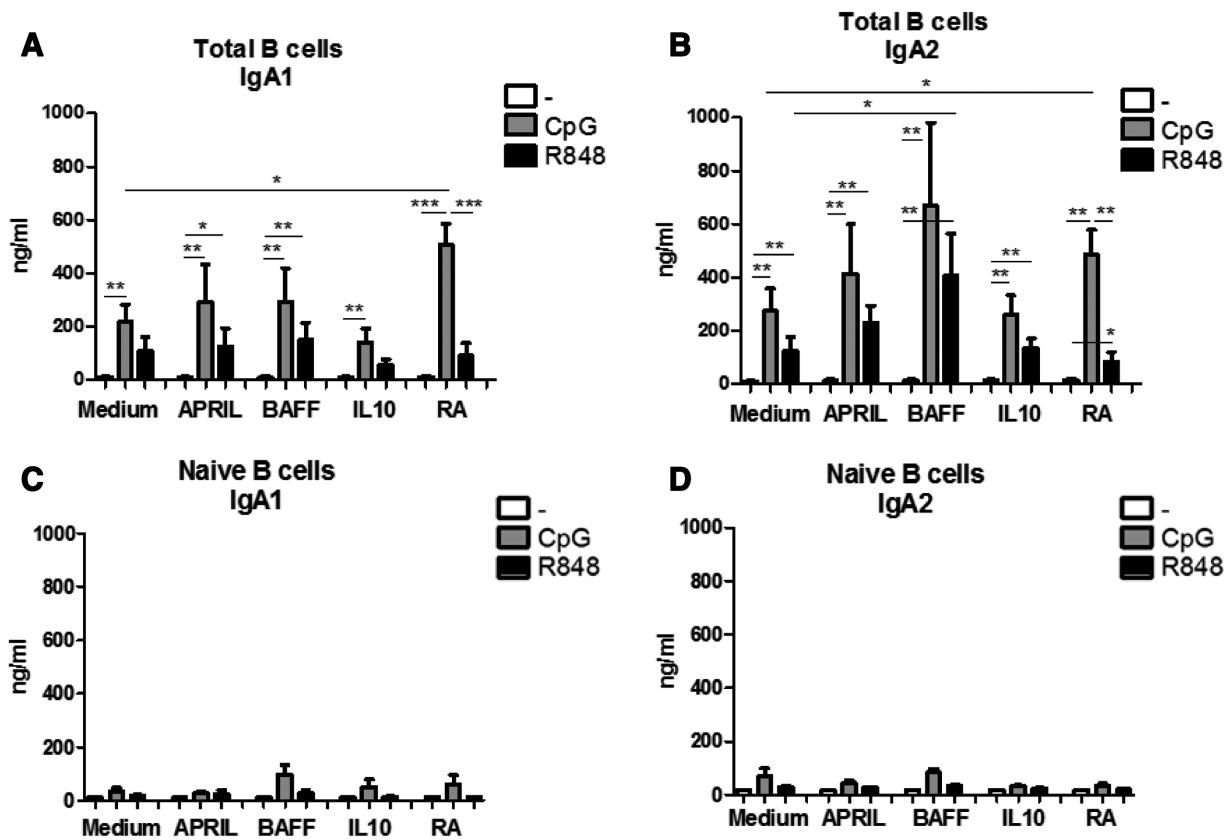 A
Total B cells
IgA1
-
CpG
R848
1000
800
600
400
200
0
ng/ml
*
** * ** ** ** ** *** ***
**
Medium APRIL BAFF IL10 RA
B
Total B cells
IgA2
-
CpG
R848
1000
800
600
400
200
0
ng/ml
*
*
**
**
** ** ** **
** ** *
**
**
Medium APRIL BAFF IL10 RA
C
Naive B cells
IgA1
-
CpG
R848
1000
800
600
400
200
0
ng/ml
Medium APRIL BAFF IL10 RA
D
Naive B cells
IgA2
-
CpG
R848
1000
800
600
400
200
0
ng/ml
Medium APRIL BAFF IL10 RA